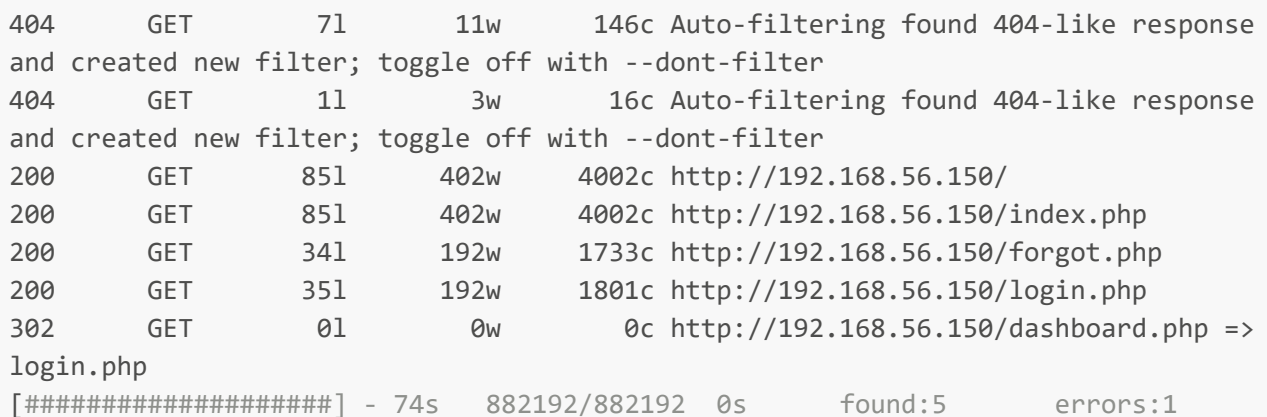 404      GET        7l       11w      146c Auto-filtering found 404-like response
and created new filter; toggle off with --dont-filter
404      GET        1l        3w       16c Auto-filtering found 404-like response
and created new filter; toggle off with --dont-filter
200      GET       85l      402w     4002c http://192.168.56.150/
200      GET       85l      402w     4002c http://192.168.56.150/index.php
200      GET       34l      192w     1733c http://192.168.56.150/forgot.php
200      GET       35l      192w     1801c http://192.168.56.150/login.php
302      GET        0l        0w        0c http://192.168.56.150/dashboard.php =>
login.php
[####################] - 74s   882192/882192  0s      found:5       errors:1